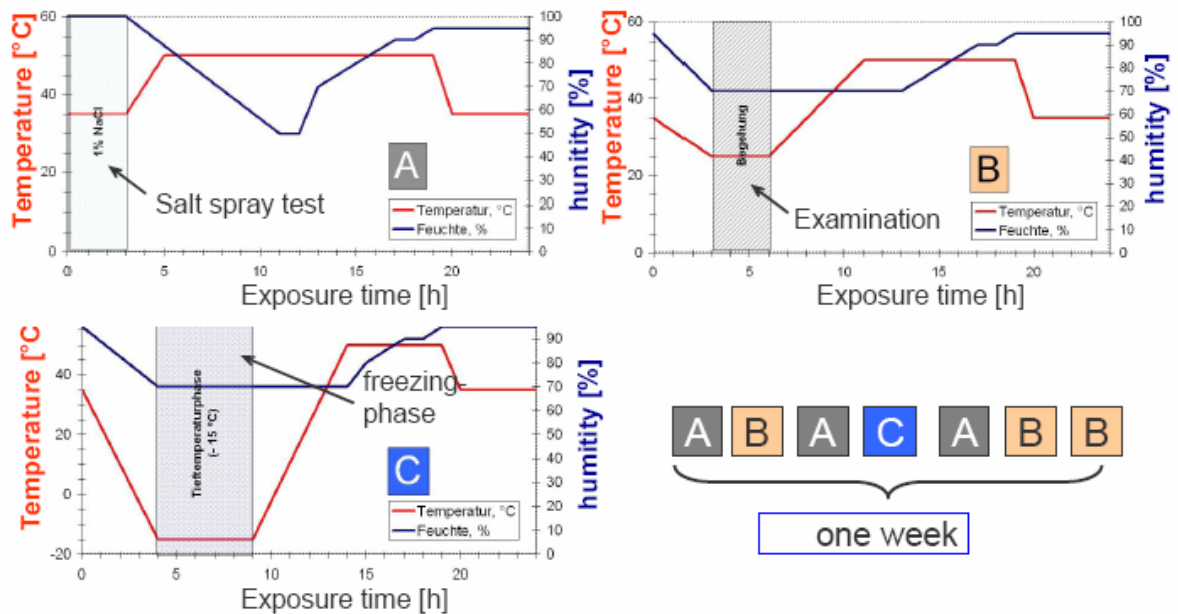 Temperature [°C]
60
40
20
0
1% NaCl
Salt spray test
A
Temperatur, °C
Feuchte, %
100
90
80
70
60
50
40
30
20
10
0
hunitity [%]
0 5 10 15 20
Exposure time [h]
Temperature [°C]
60
40
20
0
Begehung
Examination
B
Temperatur, °C
Feuchte, %
100
90
80
70
60
50
40
30
20
10
0
humitity [%]
0 5 10 15 20
Exposure time [h]
Temperature [°C
40
20
0
-20
Tieftemperaturphase
(- 15 °C)
freezing-
phase
C
Temperatur, °C
Feuchte, %
90
80
70
60
50
40
30
20
10
0
humitity [%]
0 5 10 15 20
Exposure time [h]
A B A C A B B
one week